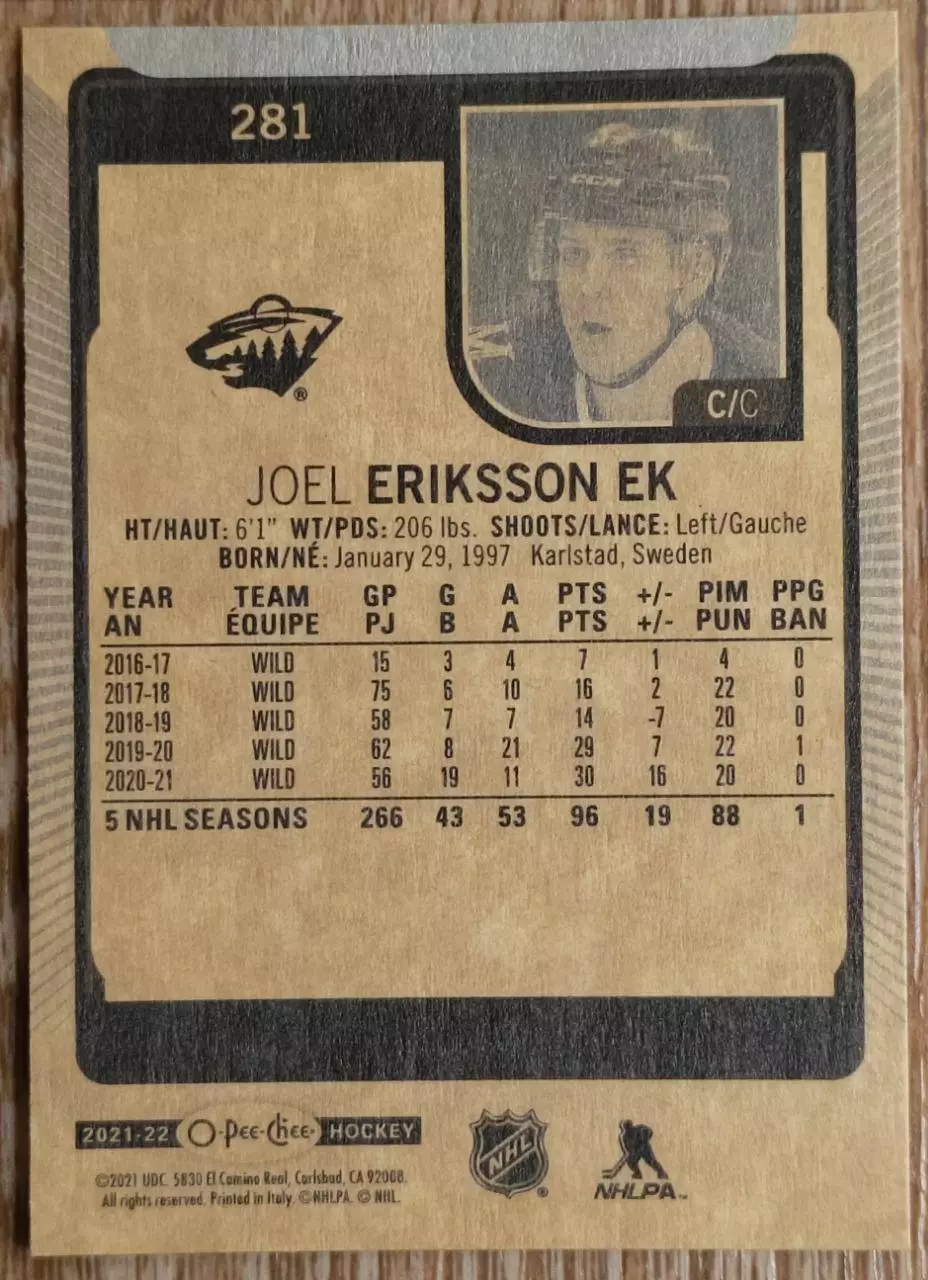 281
CCM
C/C
®
JOEL ERIKSSON EK
HT/HAUT: 6'1" WT/PDS: 206 lbs. SHOOTS/LANCE: Left/Gauche
BORN/NÉ: January 29, 1997 Karlstad, Sweden
YEAR TEAM GP G A PTS +/- PIM PPG
AN ÉQUIPE PJ B A PTS +/- PUN BAN
2016-17 WILD 15 3 4 7 1 4 0
2017-18 WILD 75 6 10 16 2 22 0
2018-19 WILD 58 7 7 14 -7 20 0
2019-20 WILD 62 8 21 29 7 22 1
2020-21 WILD 56 19 11 30 16 20 0
5 NHL SEASONS 266 43 53 96 19 88 1
2021-22 O-Pee-Chee HOCKEY
NHL ®
NHLPA™
©2021 UDC. 5830 El Camino Real, Carlsbad, CA 92008.
All rights reserved. Printed in Italy. ©NHLPA. © NHL.